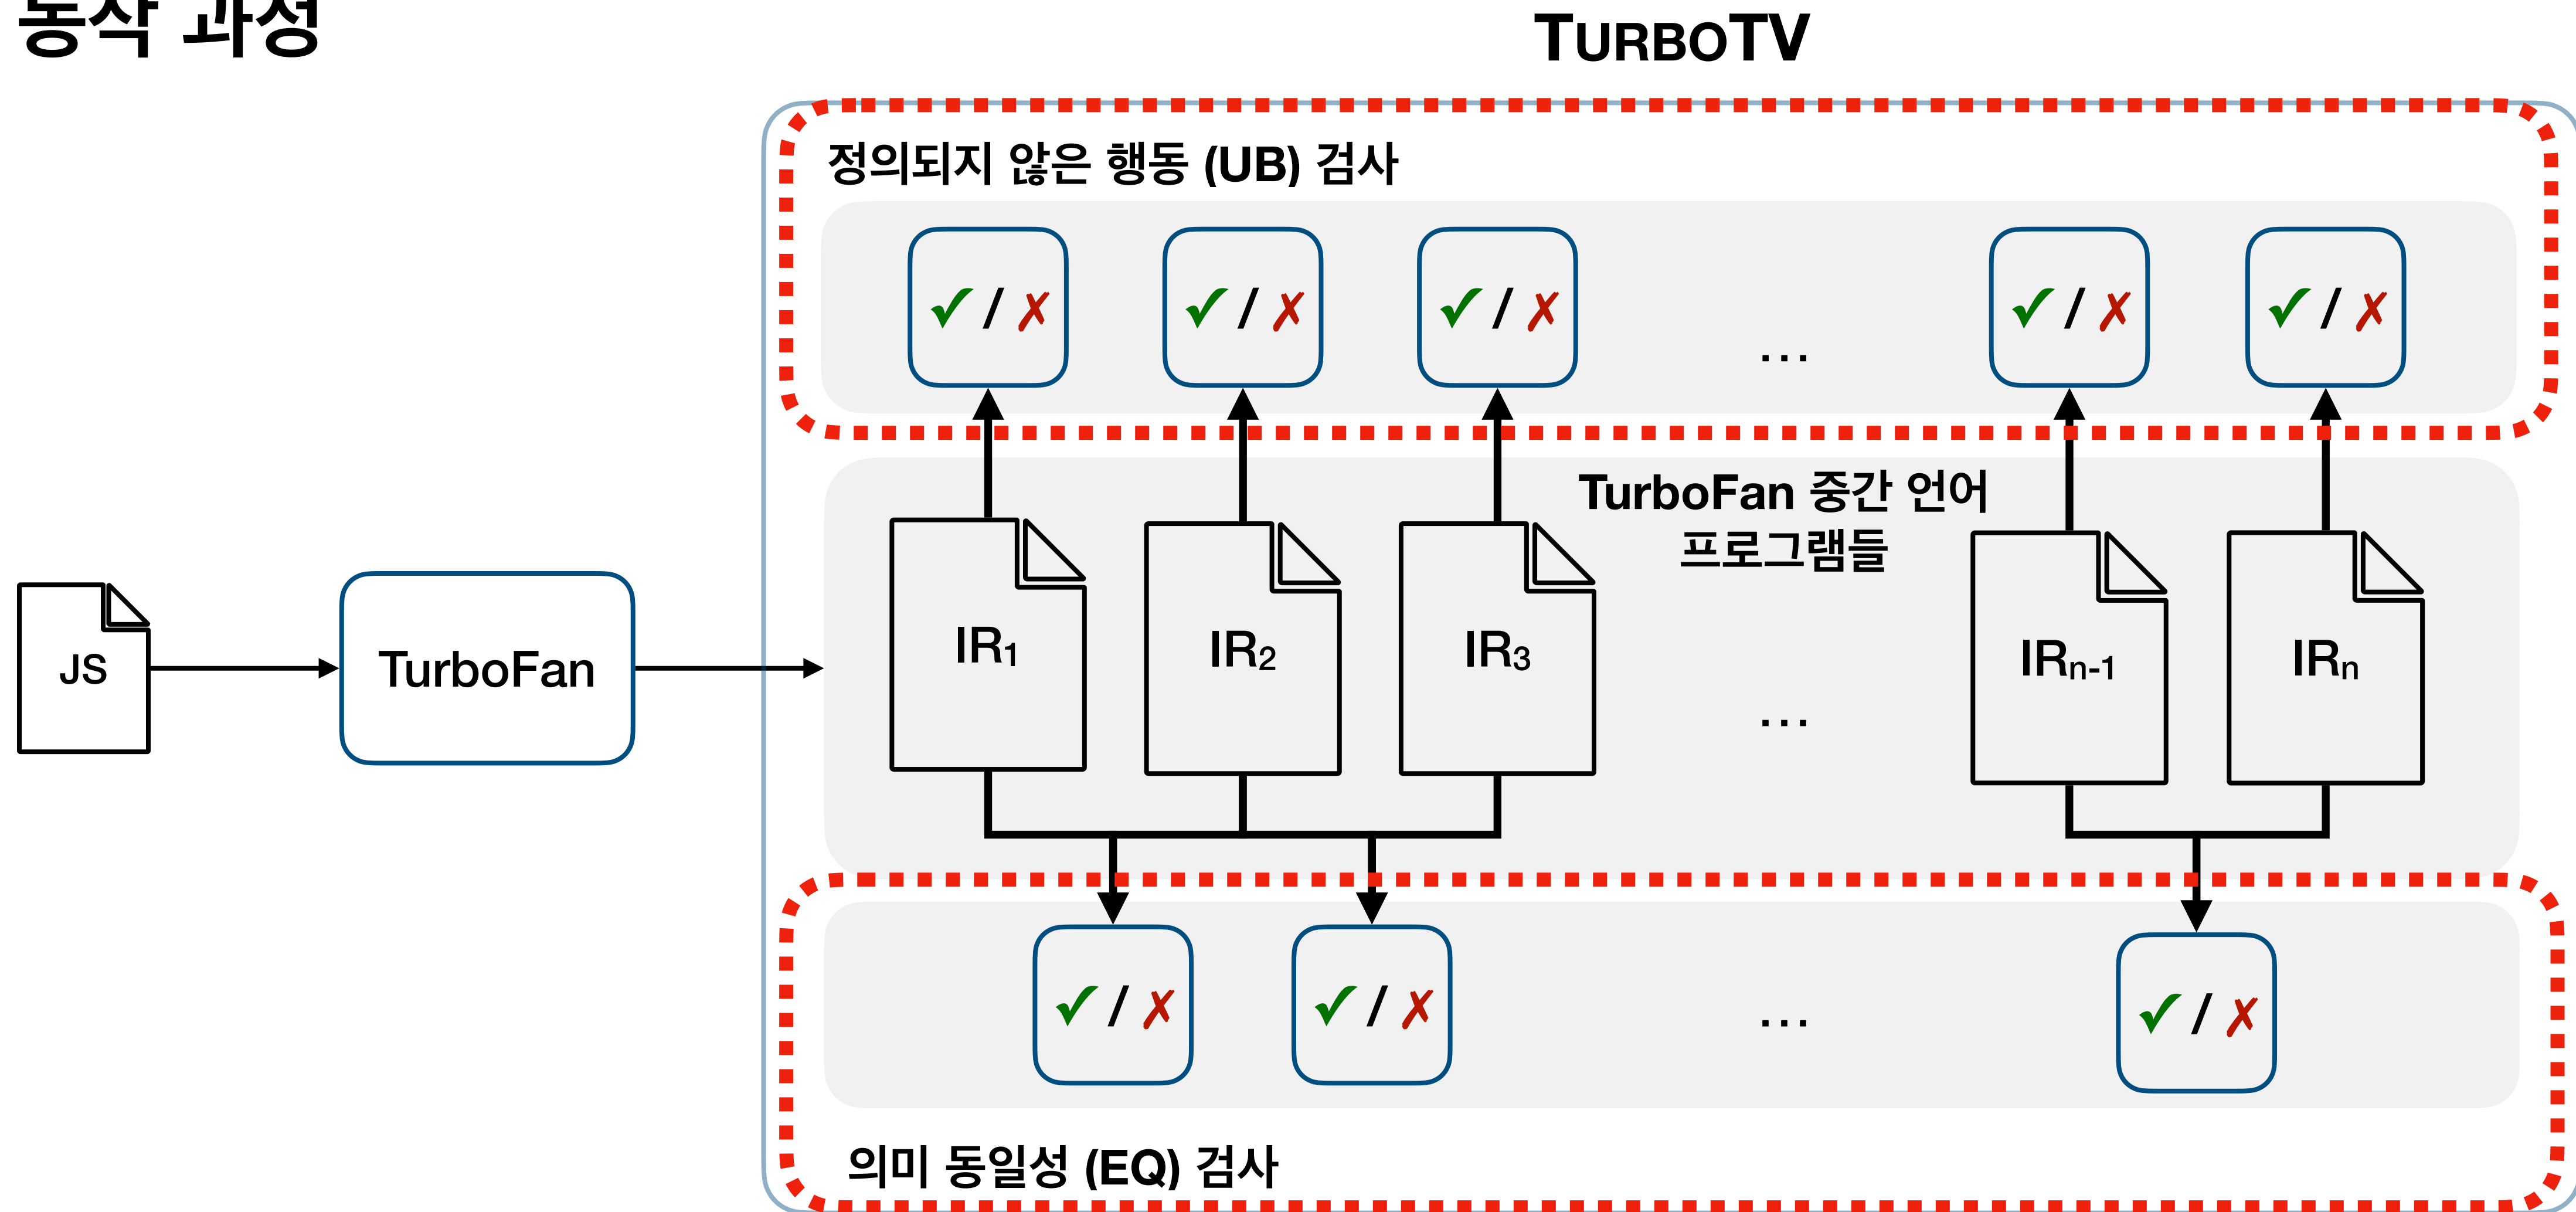 동작 과정
TURBOTV
정의되지 않은 행동 (UB) 검사
✓ / ✗ ✓ / ✗ ✓ / ✗ … ✓ / ✗ ✓ / ✗
TurboFan 중간 언어
프로그램들
JS
TurboFan
IR1 IR2 IR3 … IRn-1 IRn
✓ / ✗ ✓ / ✗ … ✓ / ✗
의미 동일성 (EQ) 검사